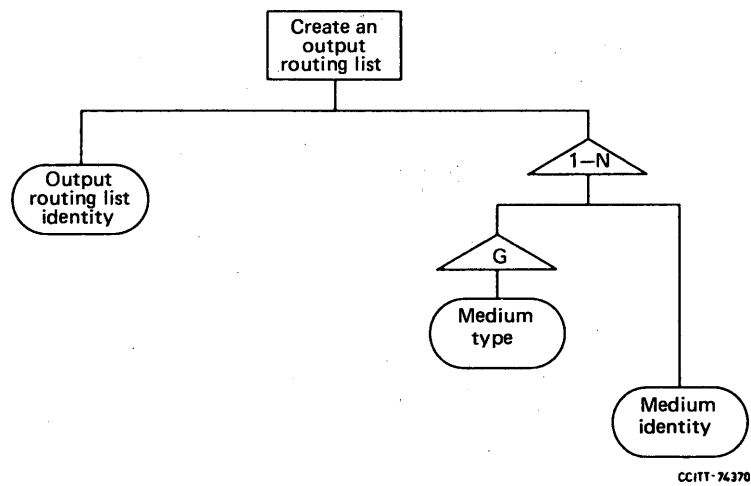 Create an
output
routing list
1–N
Output
routing list
identity
G
Medium
type
Medium
identity
CCITT-74370